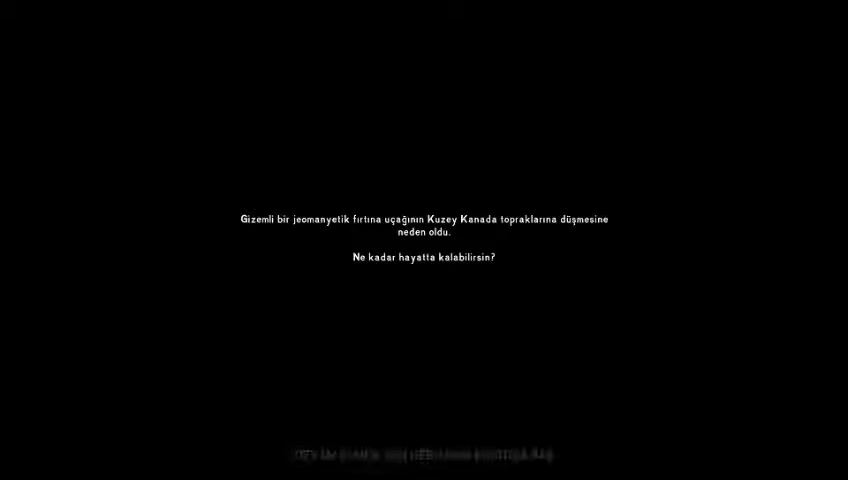 Gizemli bir jeomanyetik fırtına uçağının Kuzey Kanada topraklarına düşmesine
neden oldu.
Ne kadar hayatta kalabilirsin?